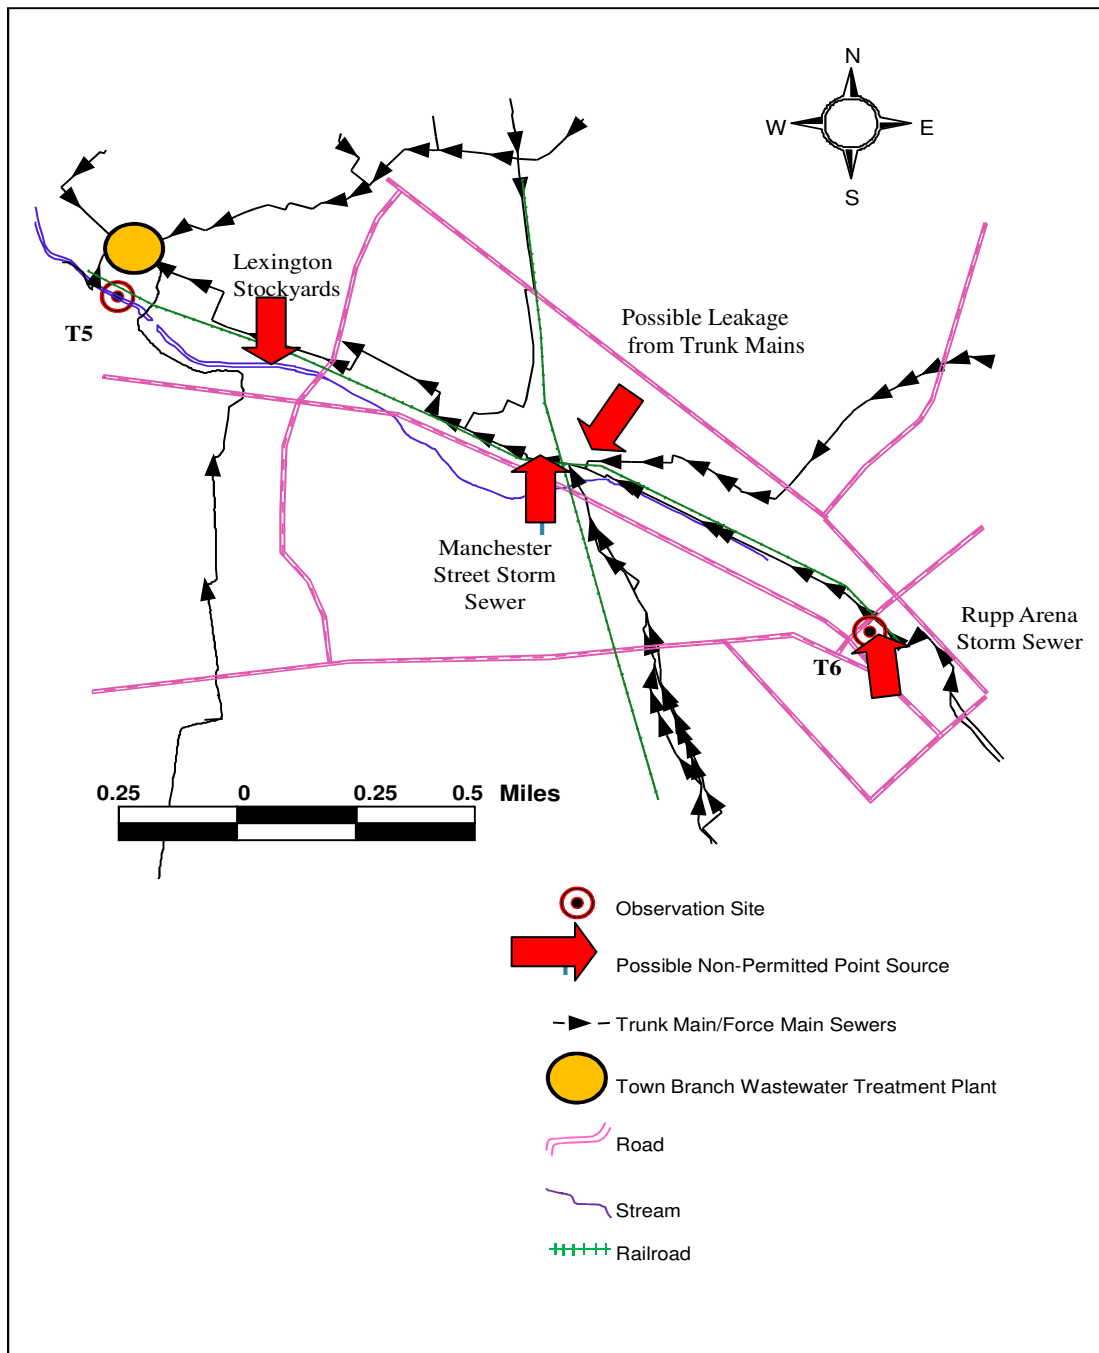 N
W
E
S
Lexington
Stockyards
T5
Possible Leakage
from Trunk Mains
Manchester
Street Storm
Sewer
Rupp Arena
Storm Sewer
T6
0.25 0 0.25 0.5 Miles
Observation Site
Possible Non-Permitted Point Source
Trunk Main/Force Main Sewers
Town Branch Wastewater Treatment Plant
Road
Stream
Railroad